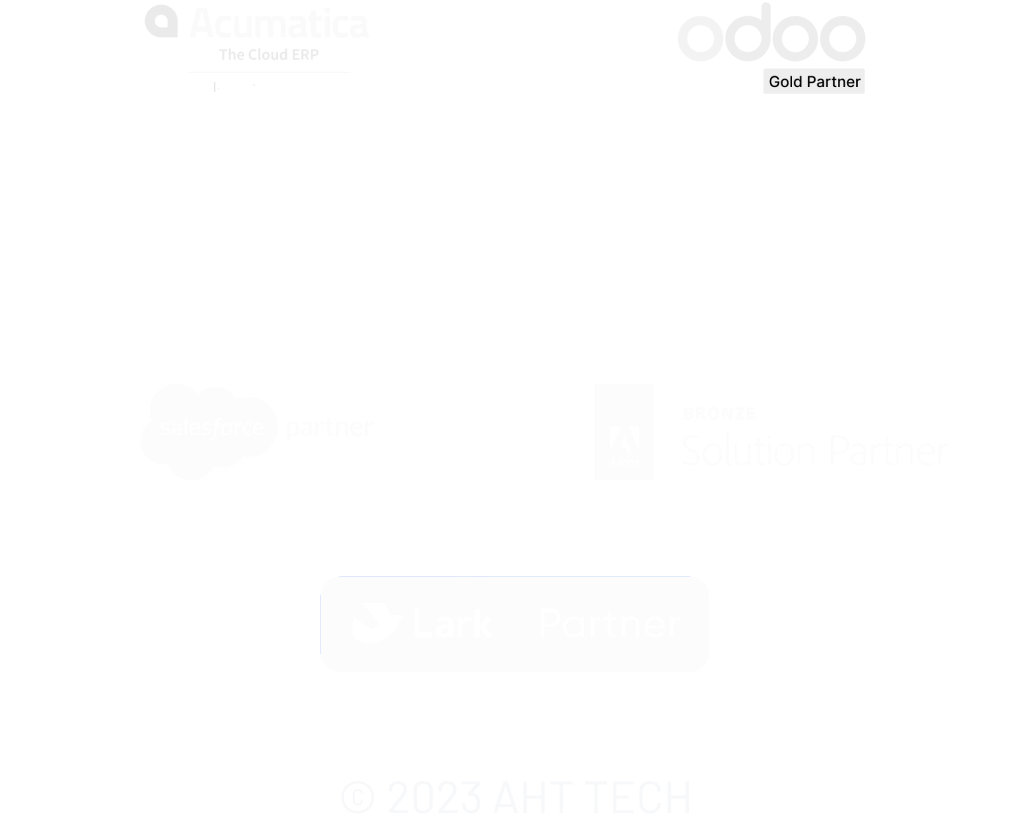 Acumatica
The Cloud ERP
odoo
Gold Partner
salesforce partner
BRONZE
Solution Partner
Lark Partner
© 2023 AHT TECH